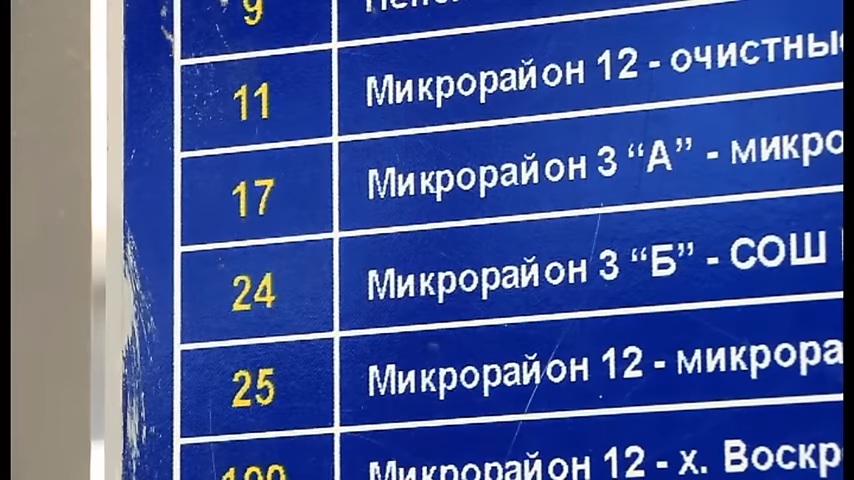 9
11 Микрорайон 12 - очистны
17 Микрорайон 3 “А” - микро
24 Микрорайон 3 “Б” - СОШ
25 Микрорайон 12 - микрора
Микрорайон 12 - х. Воскр